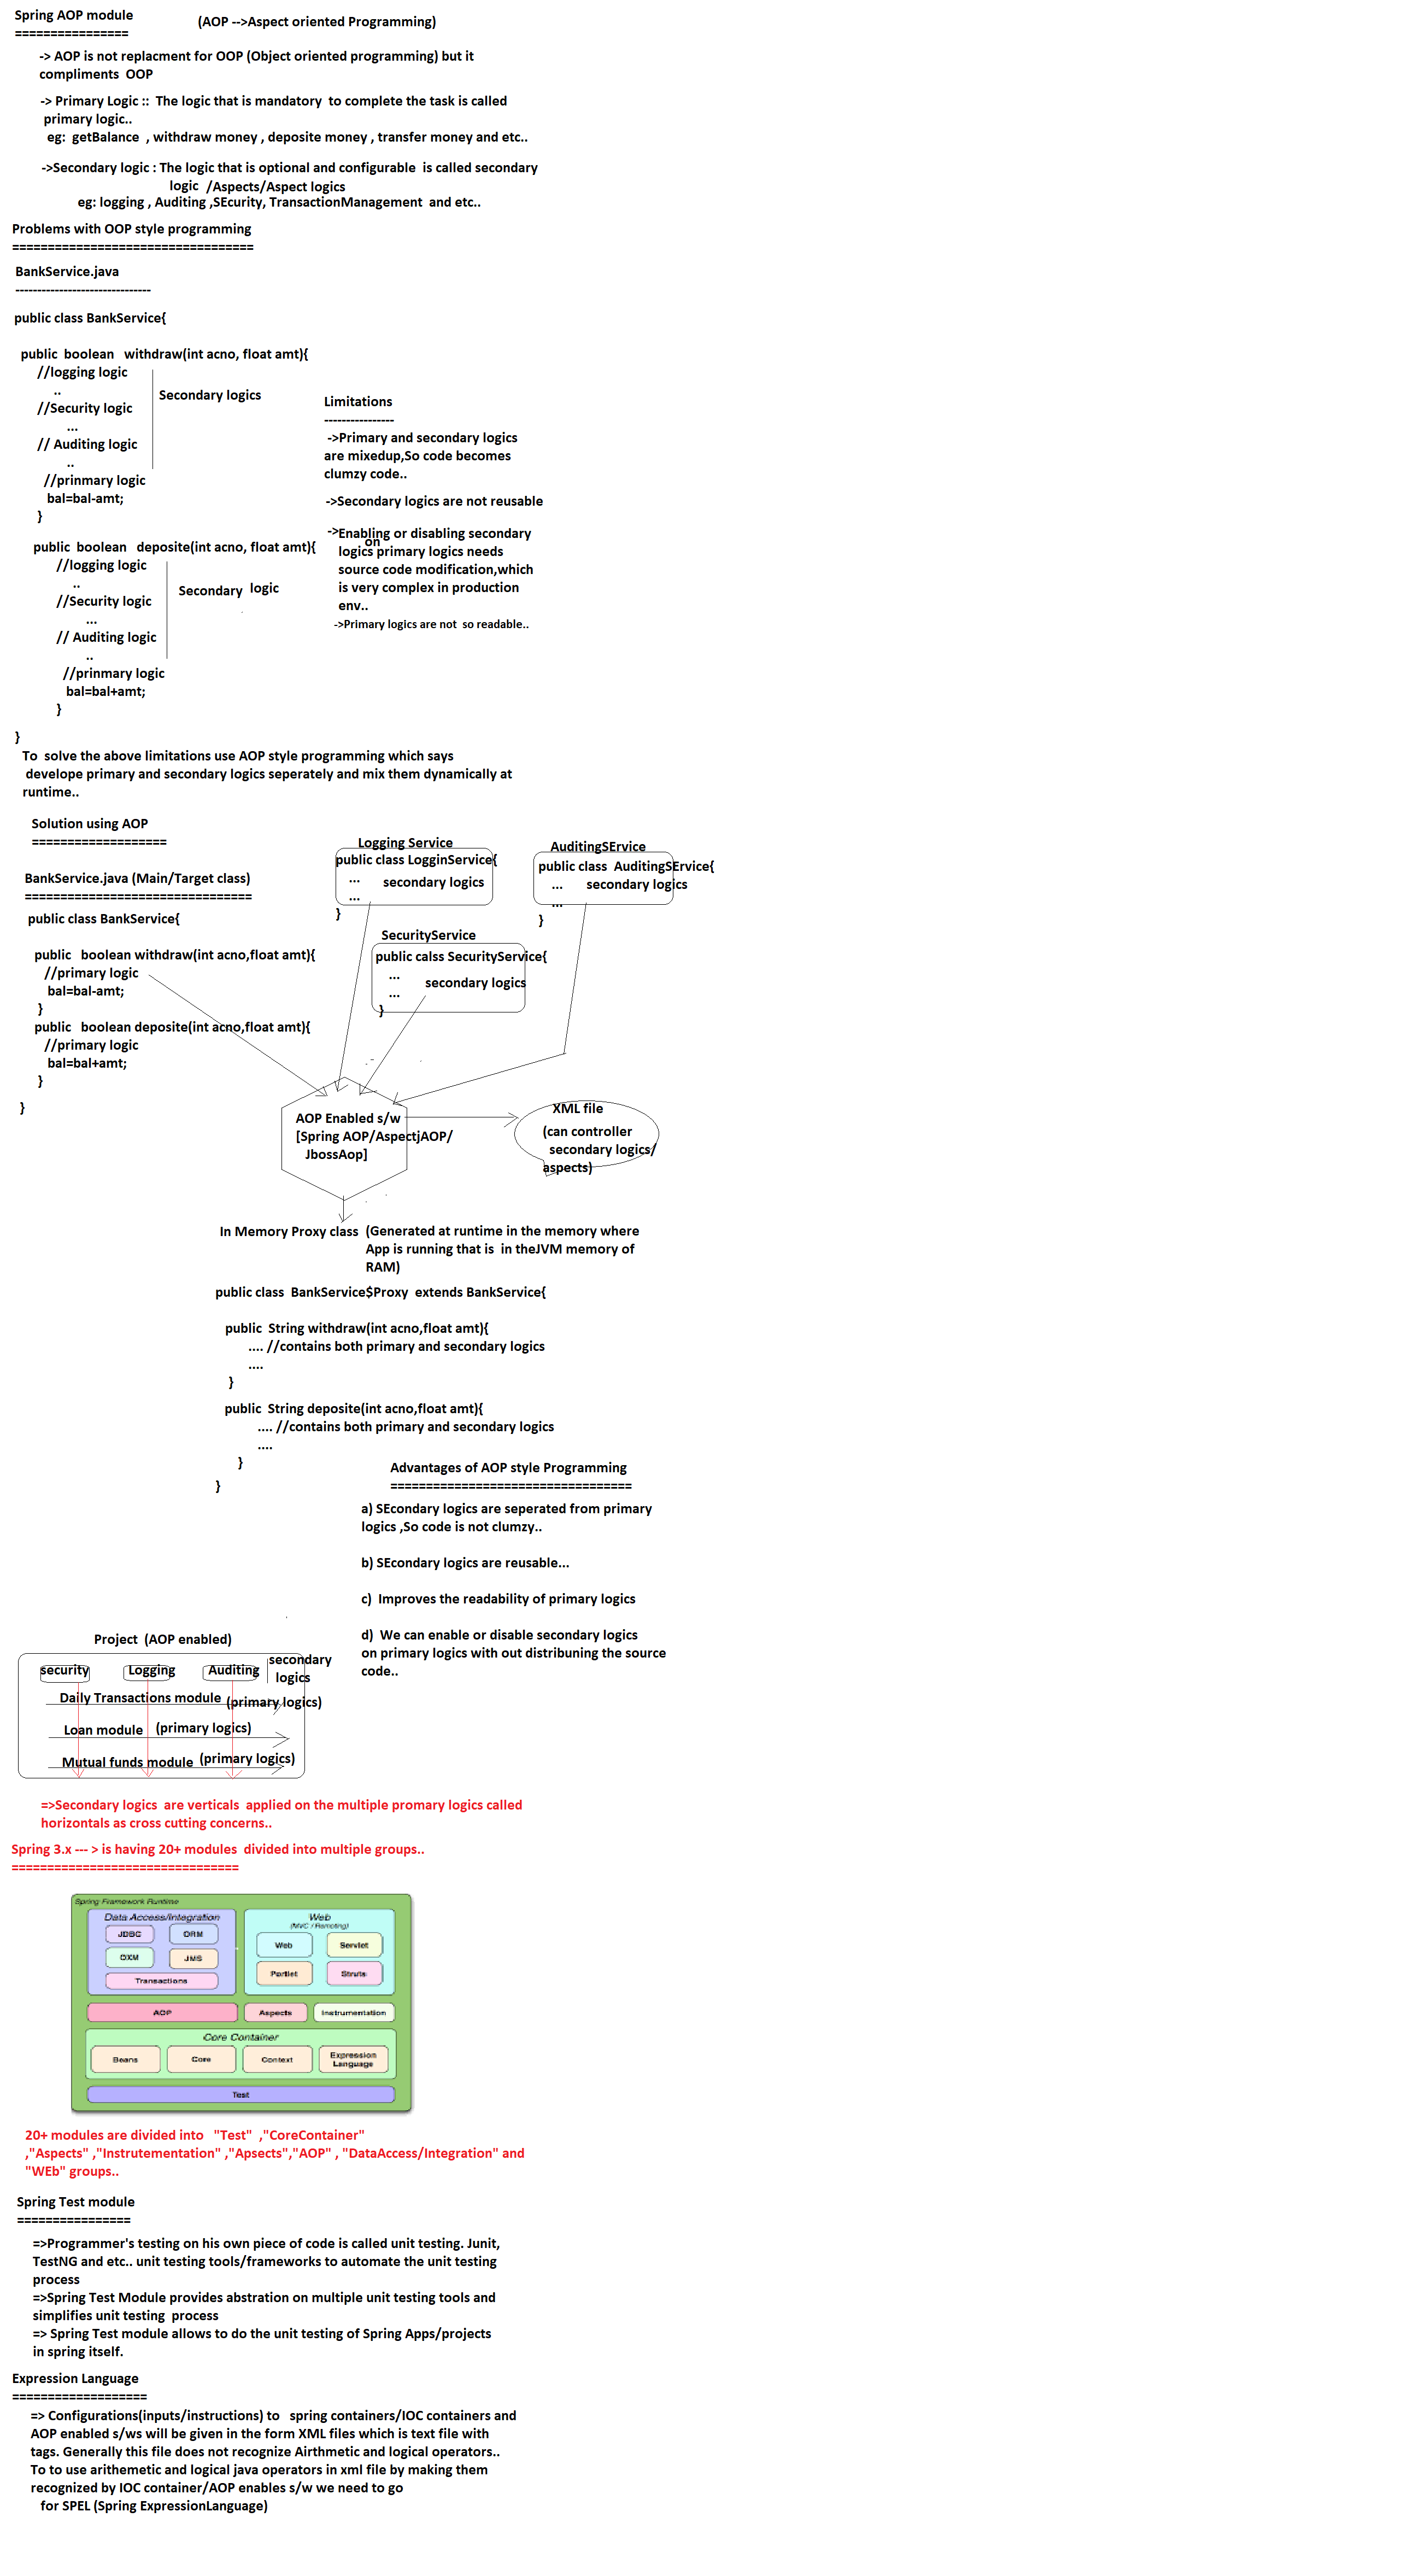 Spring AOP module
(AOP -->Aspect oriented Programming)
================
-> AOP is not replacment for OOP (Object oriented programming) but it
compliments  OOP
-> Primary Logic ::  The logic that is mandatory  to complete the task is called
primary logic..
eg:  getBalance  , withdraw money , deposite money , transfer money and etc..
->Secondary logic : The logic that is optional and configurable  is called secondary
logic  /Aspects/Aspect logics
eg: logging , Auditing ,SEcurity, TransactionManagement  and etc..
Problems with OOP style programming
==================================
BankService.java
-------------------------------
public class BankService{
public  boolean   withdraw(int acno, float amt){
//logging logic
..
//Security logic
...
// Auditing logic
..
//prinmary logic
bal=bal-amt;
}
Secondary logics
public  boolean   deposite(int acno, float amt){
//logging logic
..
//Security logic
...
// Auditing logic
..
//prinmary logic
bal=bal+amt;
}
Secondary  logic
}
Limitations
----------------
->Primary and secondary logics
are mixedup,So code becomes
clumzy code..
->Secondary logics are not reusable
->Enabling or disabling secondary
on
logics primary logics needs
source code modification,which
is very complex in production
env..
->Primary logics are not  so readable..
To  solve the above limitations use AOP style programming which says
develope primary and secondary logics seperately and mix them dynamically at
runtime..
Solution using AOP
===================
BankService.java (Main/Target class)
================================
public class BankService{
public   boolean withdraw(int acno,float amt){
//primary logic
bal=bal-amt;
}
public   boolean deposite(int acno,float amt){
//primary logic
bal=bal+amt;
}
}
Logging Service
public class LogginService{
...
secondary logics
...
}
AuditingSErvice
public class  AuditingSErvice{
...
secondary logics
...
}
SecurityService
public calss SecurityService{
...
secondary logics
...
}
AOP Enabled s/w
[Spring AOP/AspectjAOP/
JbossAop]
XML file
(can controller
secondary logics/
aspects)
In Memory Proxy class  (Generated at runtime in the memory where
App is running that is  in theJVM memory of
RAM)
public class  BankService$Proxy  extends BankService{
public  String withdraw(int acno,float amt){
.... //contains both primary and secondary logics
....
}
public  String deposite(int acno,float amt){
.... //contains both primary and secondary logics
....
}
}
Advantages of AOP style Programming
==================================
a) SEcondary logics are seperated from primary
logics ,So code is not clumzy..
b) SEcondary logics are reusable...
c)  Improves the readability of primary logics
d)  We can enable or disable secondary logics
on primary logics with out distribuning the source
code..
Project  (AOP enabled)
security
Logging
Auditing
secondary
logics
Daily Transactions module  (primary logics)
Loan module   (primary logics)
Mutual funds module  (primary logics)
=>Secondary logics  are verticals  applied on the multiple promary logics called
horizontals as cross cutting concerns..
Spring 3.x --- > is having 20+ modules  divided into multiple groups..
================================
Spring Framework Runtime
Data Access/Integration
JDBC
ORM
OXM
JMS
Transactions
Web
(MVC / Remoting)
Web
Servlet
Portlet
Struts
AOP
Aspects
Instrumentation
Core Container
Beans
Core
Context
Expression
Language
Test
20+ modules are divided into   "Test"  ,"CoreContainer"
,"Aspects" ,"Instrutementation" ,"Apsects","AOP" , "DataAccess/Integration" and
"WEb" groups..
Spring Test module
================
=>Programmer's testing on his own piece of code is called unit testing. Junit,
TestNG and etc.. unit testing tools/frameworks to automate the unit testing
process
=>Spring Test Module provides abstration on multiple unit testing tools and
simplifies unit testing  process
=> Spring Test module allows to do the unit testing of Spring Apps/projects
in spring itself.
Expression Language
===================
=> Configurations(inputs/instructions) to   spring containers/IOC containers and
AOP enabled s/ws will be given in the form XML files which is text file with
tags. Generally this file does not recognize Airthmetic and logical operators..
To to use arithemetic and logical java operators in xml file by making them
recognized by IOC container/AOP enables s/w we need to go
for SPEL (Spring ExpressionLanguage)